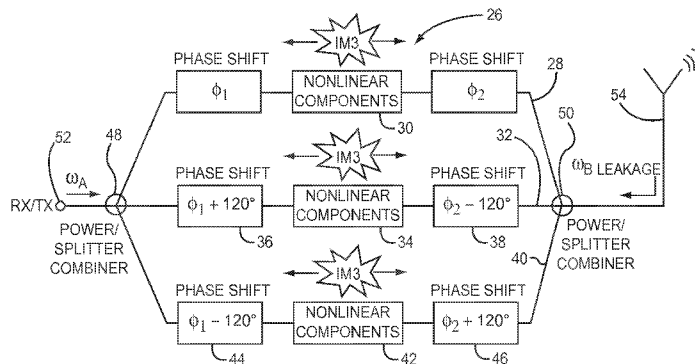 IM3
26
PHASE SHIFT
PHASE SHIFT
ϕ1
NONLINEAR
COMPONENTS
ϕ2
28
54
30
50
52
48
IM3
32
PHASE SHIFT
PHASE SHIFT
ωB LEAKAGE
ωA
RX/TX
ϕ1 + 120°
NONLINEAR
COMPONENTS
ϕ2 – 120°
POWER/
SPLITTER
COMBINER
36
34
38
POWER/
SPLITTER
COMBINER
40
IM3
PHASE SHIFT
PHASE SHIFT
ϕ1 – 120°
NONLINEAR
COMPONENTS
ϕ2 + 120°
44
42
46